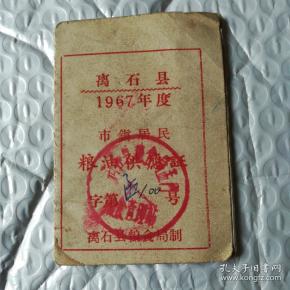 离石县
1967年度
市镇居民
粮油供应证
字第 100 号
离石县粮食局制
孔夫子旧书网